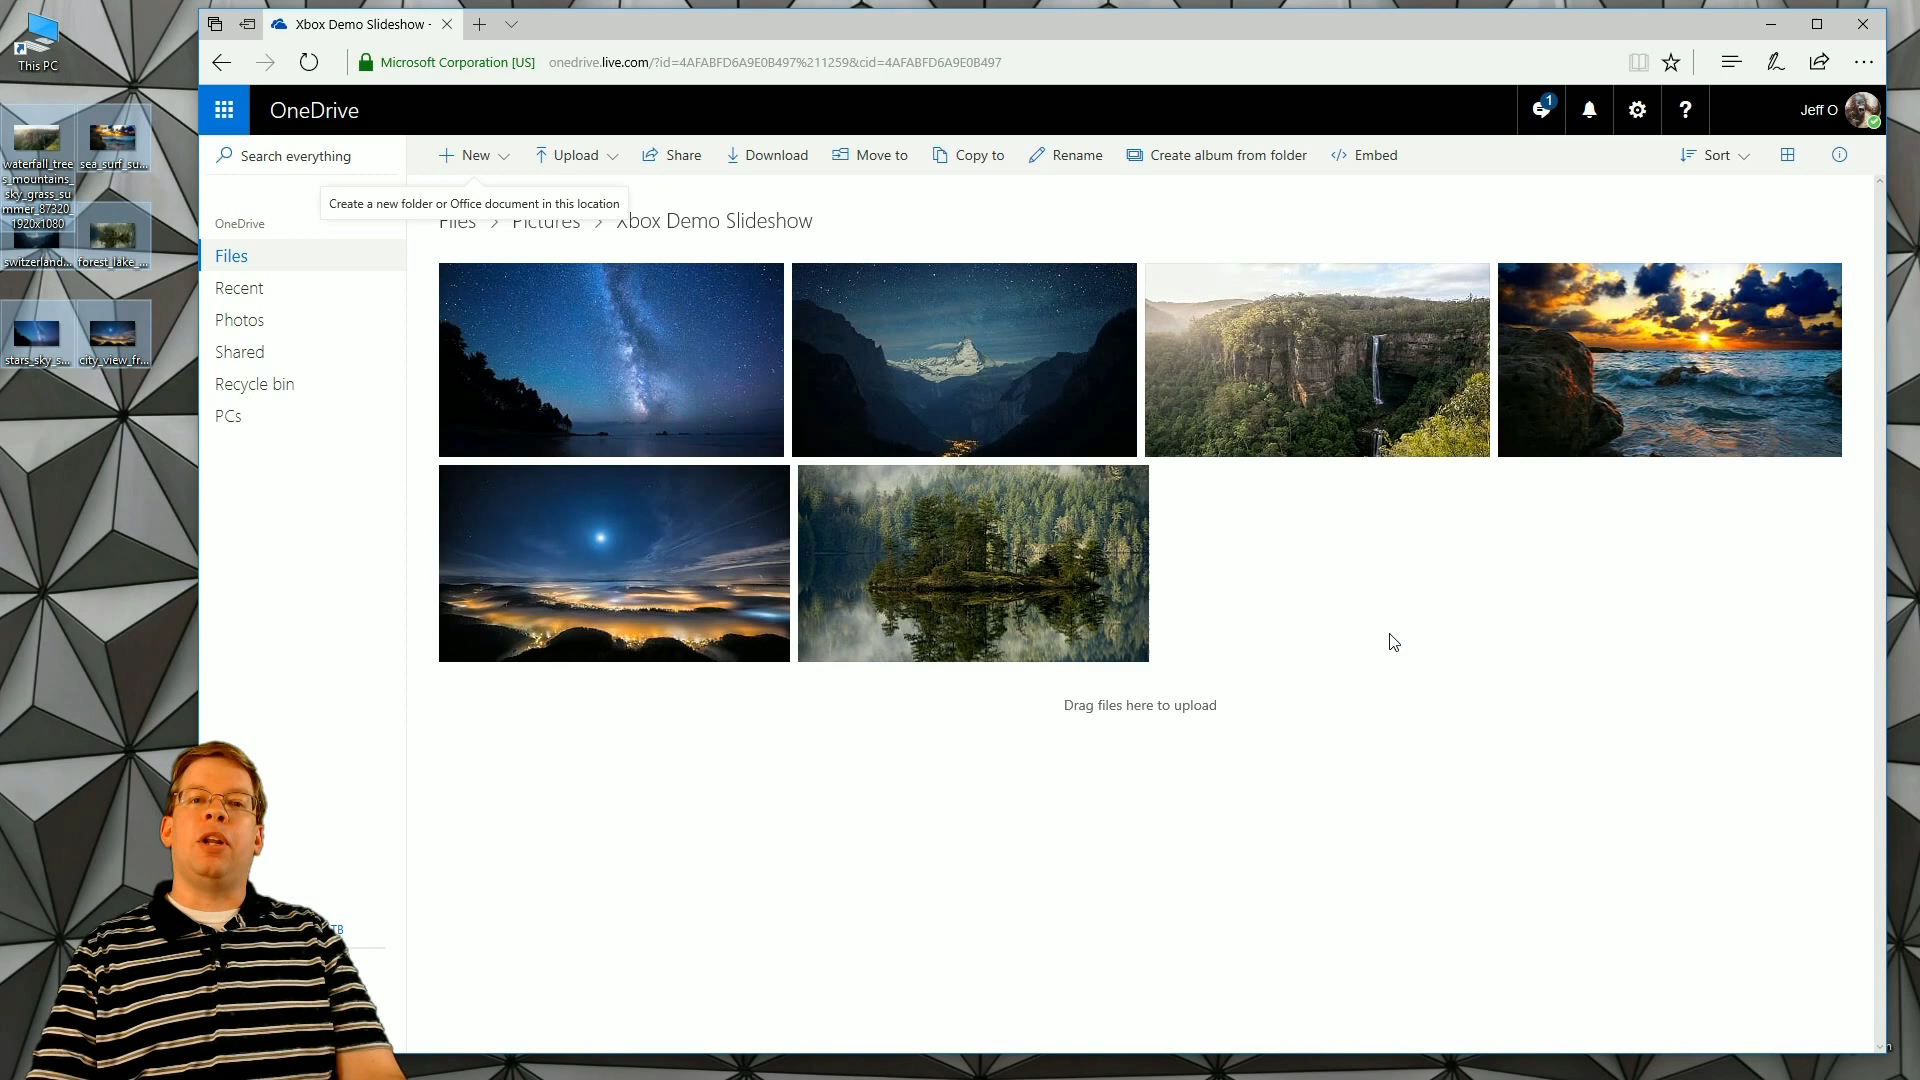 This PC
waterfall_tree
s_mountains_
sky_grass_su
mmer_87320_
1920x1080
sea_surf_su...
switzerland...
forest_lake_...
stars_sky_s...
city_view_fr...
Xbox Demo Slideshow -
Microsoft Corporation [US] onedrive.live.com/?id=4AFABFD6A9E0B497%211259&cid=4AFABFD6A9E0B497
OneDrive
1
?
Jeff O
Search everything
New
Upload
Share
Download
Move to
Copy to
Rename
Create album from folder
Embed
Sort
Create a new folder or Office document in this location
Files > Pictures > Xbox Demo Slideshow
OneDrive
Files
Recent
Photos
Shared
Recycle bin
PCs
Drag files here to upload
TB